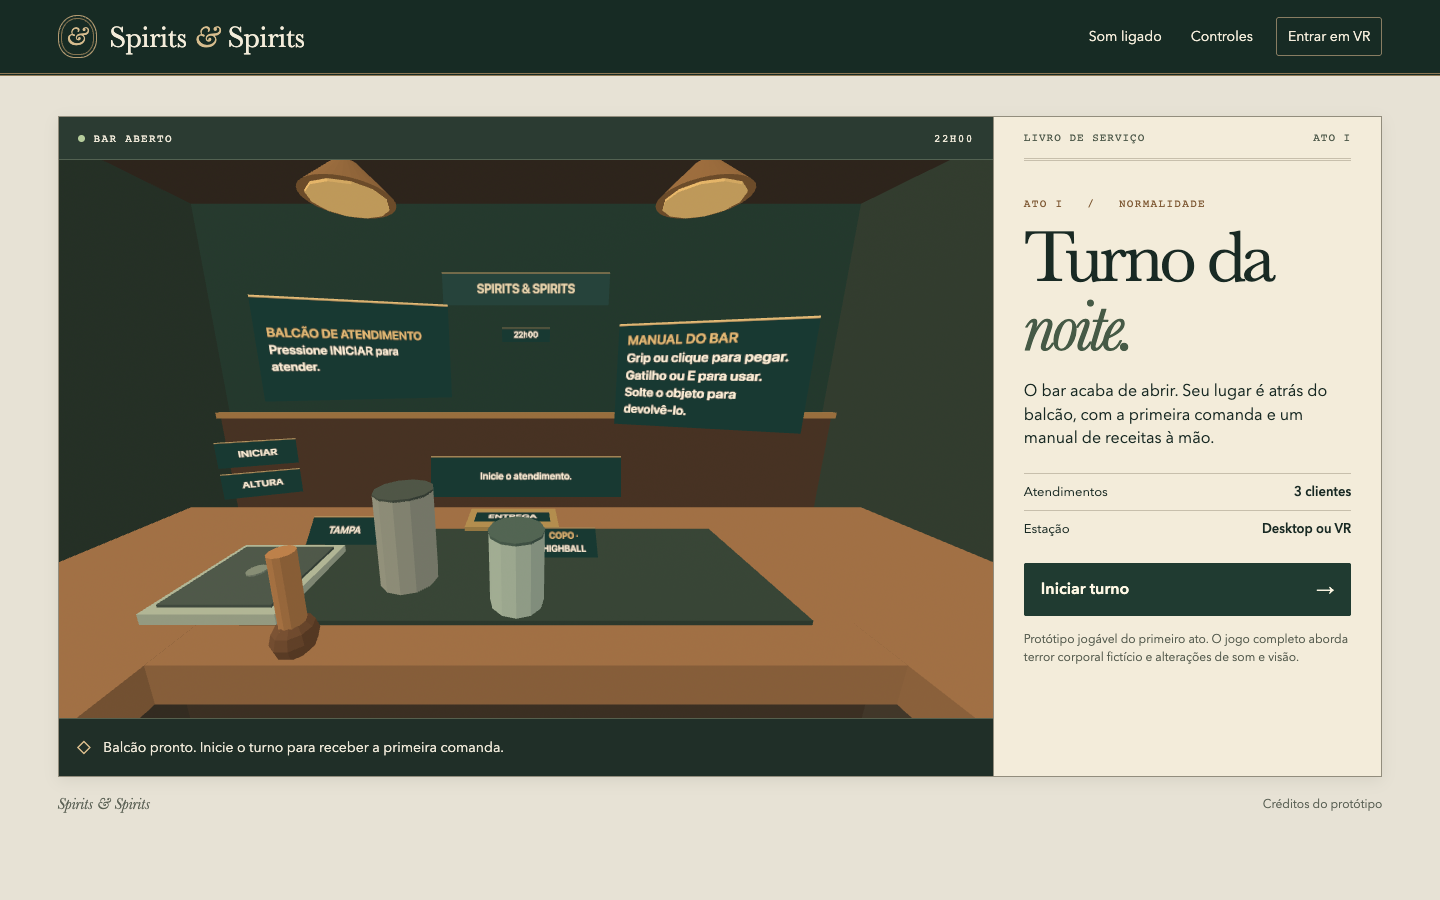 & Spirits & Spirits
Som ligado
Controles
Entrar em VR
BAR ABERTO
22H00
SPIRITS & SPIRITS
22h00
BALCÃO DE ATENDIMENTO
Pressione INICIAR para
atender.
MANUAL DO BAR
Grip ou clique para pegar.
Gatilho ou E para usar.
Solte o objeto para
devolvê-lo.
INICIAR
ALTURA
Inicie o atendimento.
TAMPA
ENTREGA
COPO ·
HIGHBALL
Balcão pronto. Inicie o turno para receber a primeira comanda.
LIVRO DE SERVIÇO
ATO I
ATO I / NORMALIDADE
Turno da
noite.
O bar acaba de abrir. Seu lugar é atrás do
balcão, com a primeira comanda e um
manual de receitas à mão.
Atendimentos
3 clientes
Estação
Desktop ou VR
Iniciar turno →
Protótipo jogável do primeiro ato. O jogo completo aborda
terror corporal fictício e alterações de som e visão.
Spirits & Spirits
Créditos do protótipo